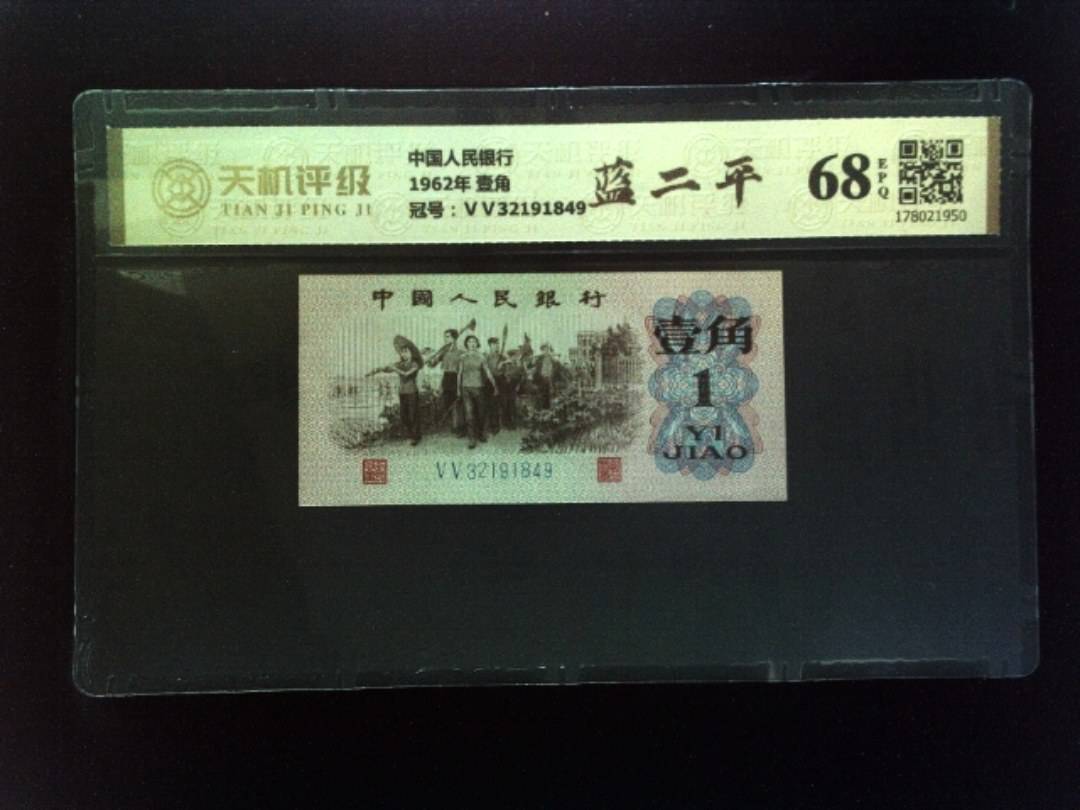 天机评级
TIAN JI PING JI
中国人民银行
1962年 壹角
冠号：VV32191849
蓝二平
68
EPQ
178021950
中國人民銀行
壹角
1
YI
JIAO
VV32191849